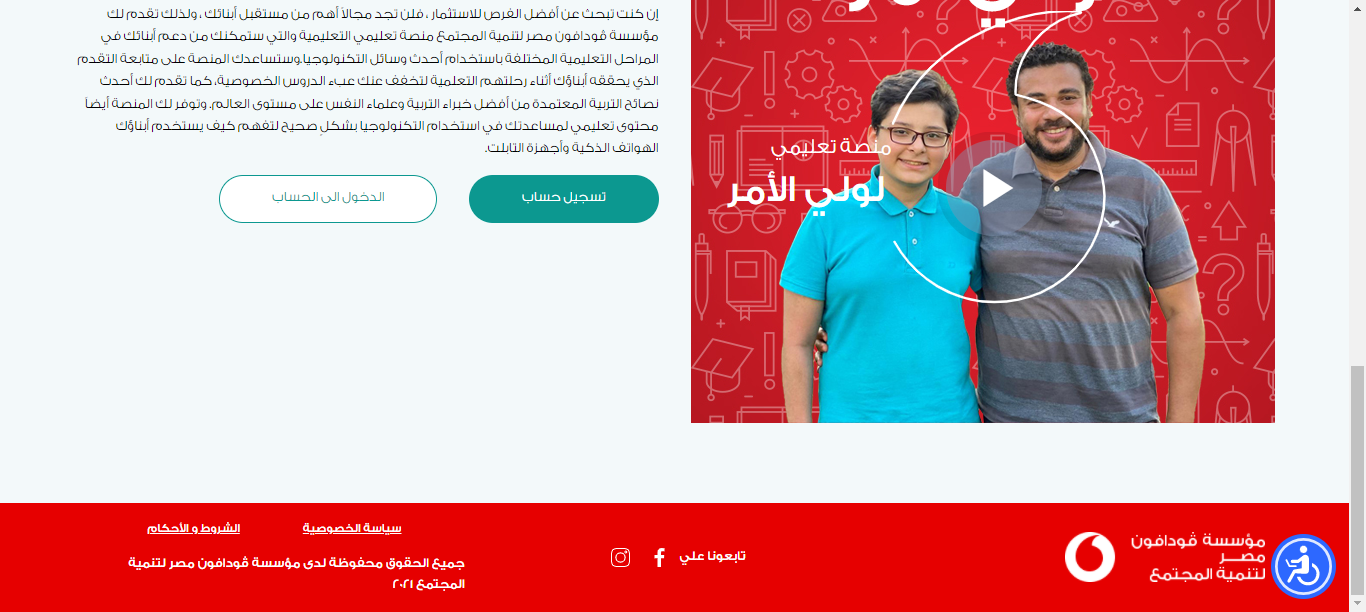 إن كنت تبحث عن أفضل الفرص للاستثمار ، فلن تجد مجالاً أهم من مستقبل أبنائك ، ولذلك تقدم لك
مؤسسة ڤودافون مصر لتنمية المجتمع منصة تعليمي التعليمية والتي ستمكنك من دعم أبنائك في
المراحل التعليمية المختلفة باستخدام أحدث وسائل التكنولوجيا.وستساعدك المنصة على متابعة التقدم
الذي يحققه أبناؤك أثناء رحلتهم التعلمية لتخفف عنك عبء الدروس الخصوصية، كما تقدم لك أحدث
نصائح التربية المعتمدة من أفضل خبراء التربية وعلماء النفس على مستوى العالم. وتوفر لك المنصة أيضاً
محتوى تعليمي لمساعدتك في استخدام التكنولوجيا بشكلٍ صحيح لتفهم كيف يستخدم أبناؤك
الهواتف الذكية وأجهزة التابلت.
تسجيل حساب
الدخول الى الحساب
منصة تعليمي
لولي الأمر
مؤسسة ڤودافون
مصر
لتنمية المجتمع
تابعونا علي
سياسة الخصوصية
الشروط و الأحكام
جميع الحقوق محفوظة لدى مؤسسة ڤودافون مصر لتنمية
المجتمع ٢٠٢١